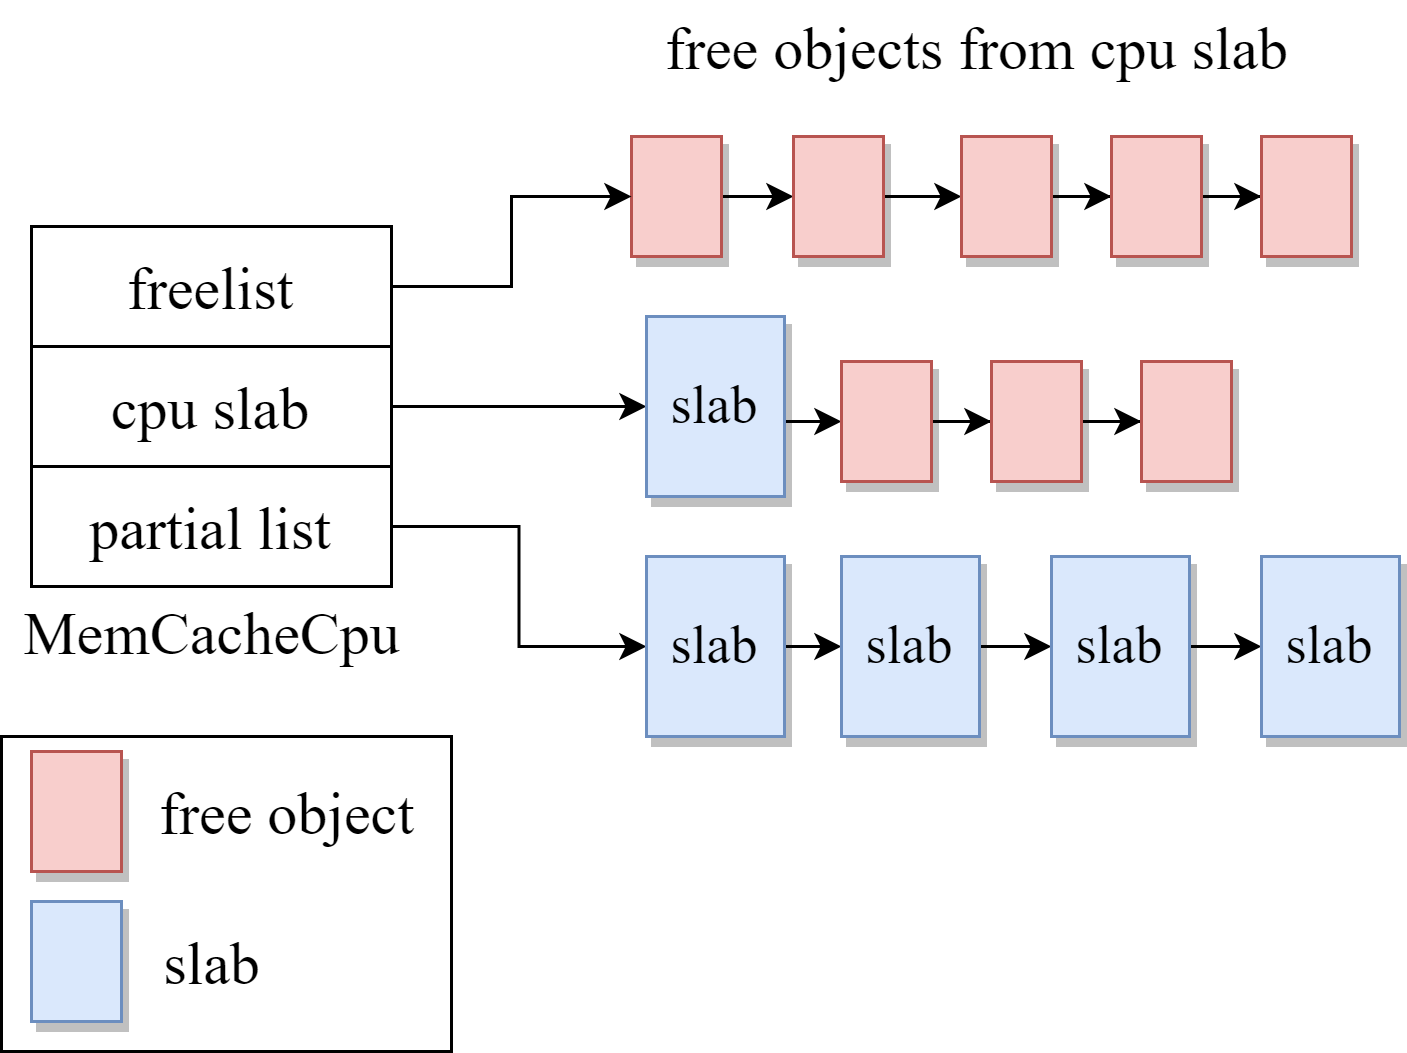 free objects from cpu slab
freelist
cpu slab
slab
partial list
slab
slab
slab
slab
MemCacheCpu
free object
slab